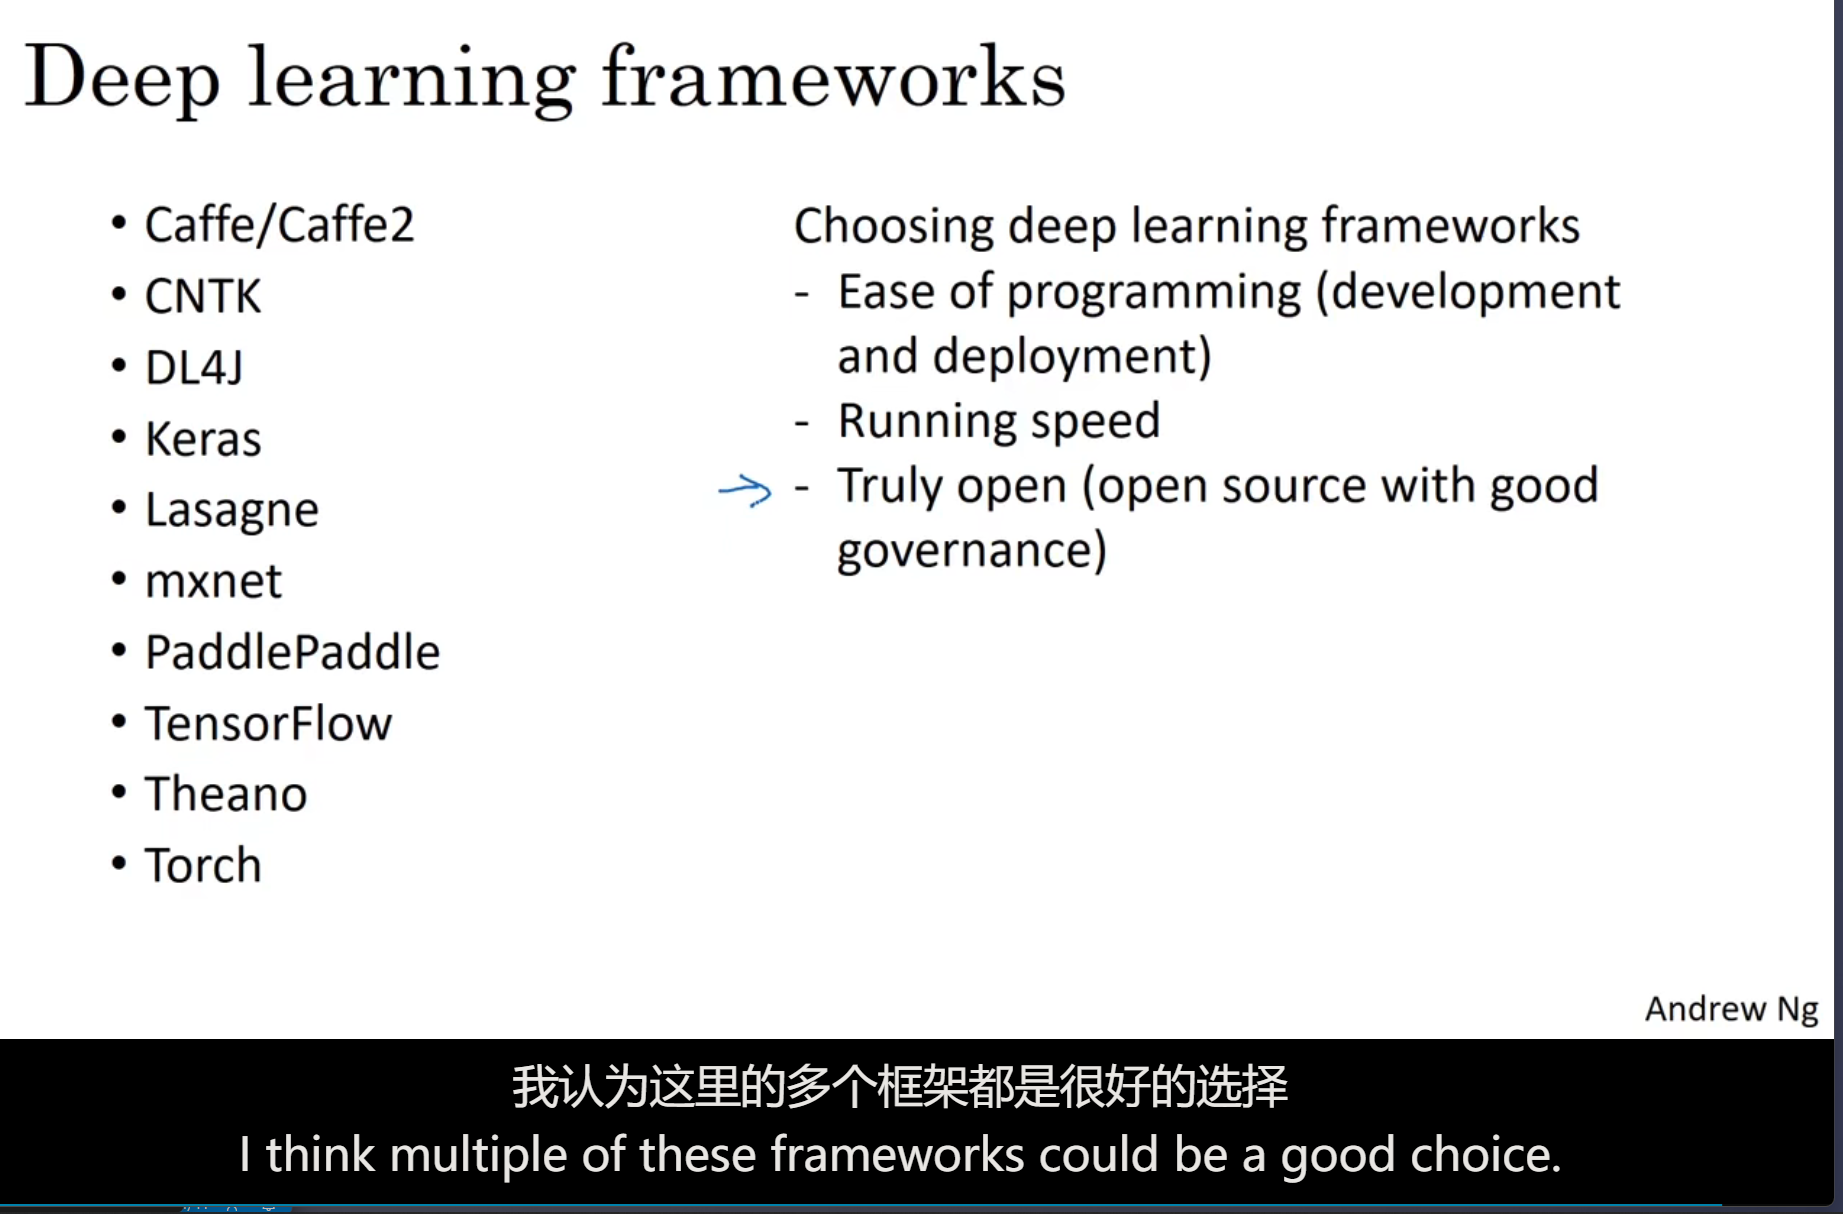 Deep learning frameworks
• Caffe/Caffe2
• CNTK
• DL4J
• Keras
• Lasagne
• mxnet
• PaddlePaddle
• TensorFlow
• Theano
• Torch
Choosing deep learning frameworks
- Ease of programming (development
and deployment)
- Running speed
- Truly open (open source with good
governance)
Andrew Ng
我认为这里的多个框架都是很好的选择
I think multiple of these frameworks could be a good choice.